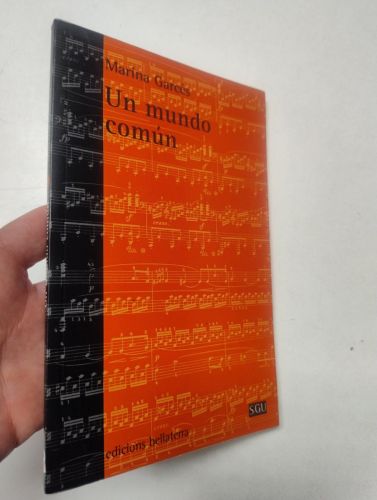 Marina Garcés
Un mundo
común
SGU
edicions bellaterra